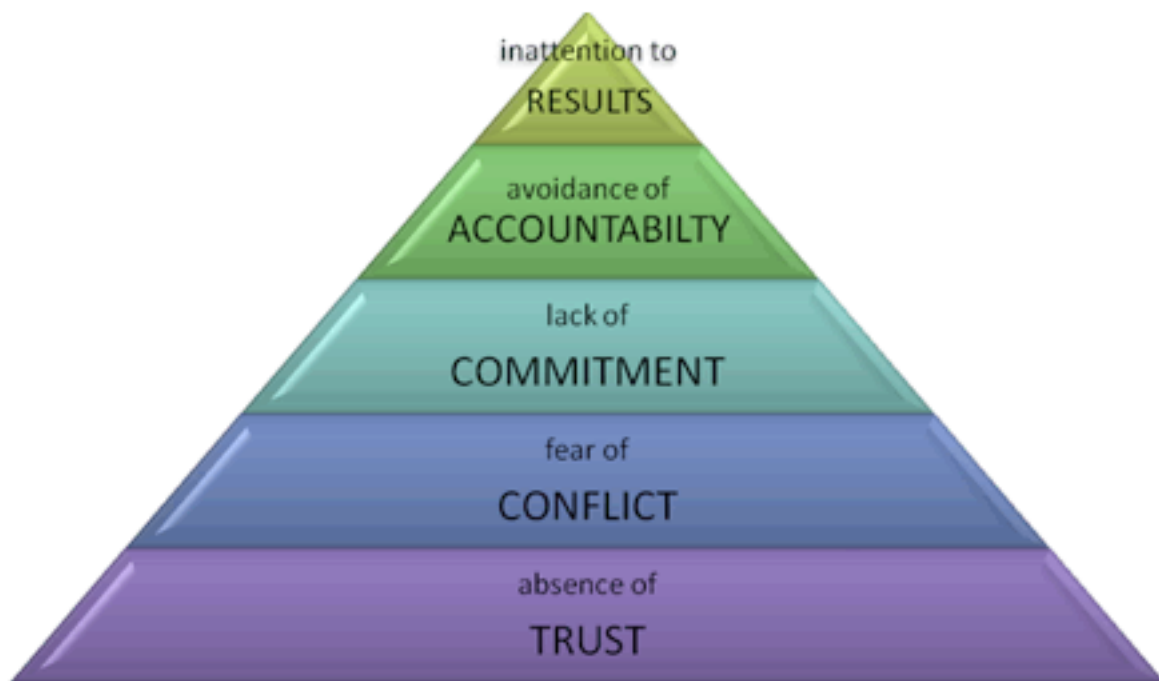 inattention to
RESULTS
avoidance of
ACCOUNTABILTY
lack of
COMMITMENT
fear of
CONFLICT
absence of
TRUST